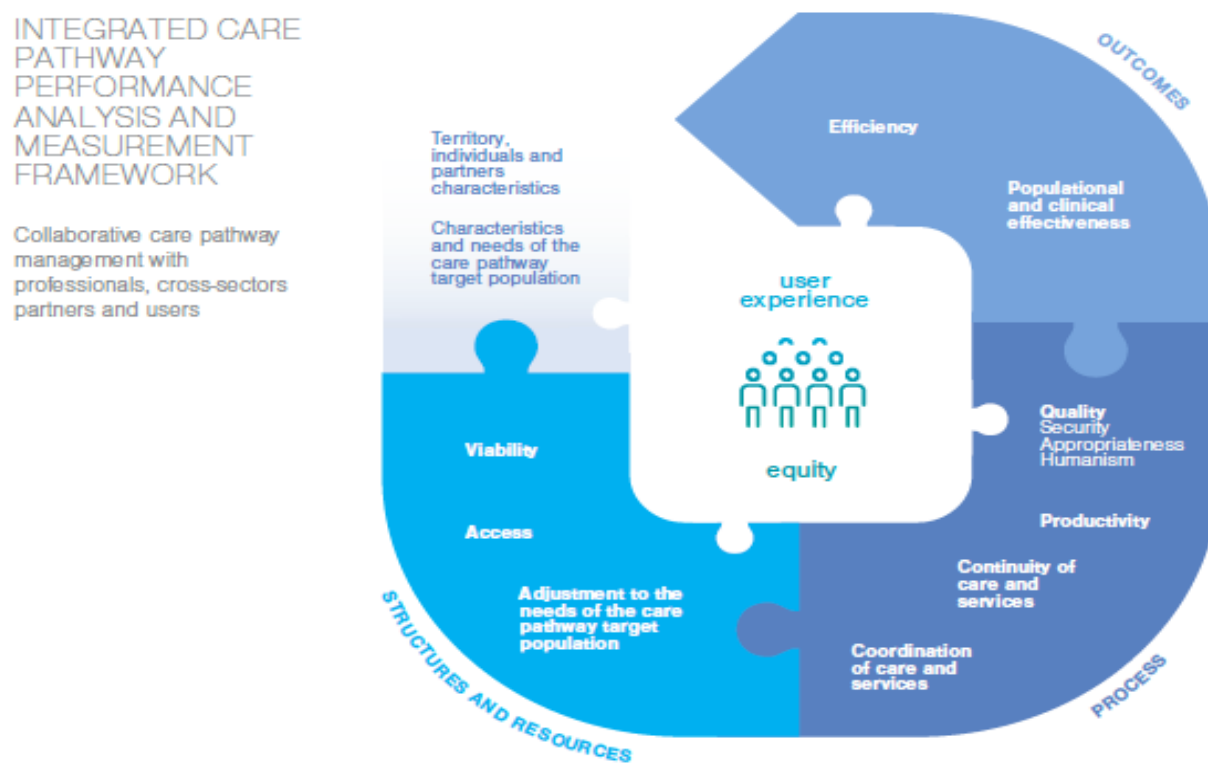 INTEGRATED CARE
PATHWAY
PERFORMANCE
ANALYSIS AND
MEASUREMENT
FRAMEWORK
Collaborative care pathway
management with
professionals, cross-sectors
partners and users
Territory,
individuals and
partners
characteristics
Characteristics
and needs of the
care pathway
target population
Viability
Access
Adjustment to the
needs of the care
pathway target
population
STRUCTURES AND RESOURCES
Coordination
of care and
services
Continuity of
care and
services
Productivity
Quality
Security
Appropriateness
Humanism
PROCESS
Populational
and clinical
effectiveness
Efficiency
OUTCOMES
user
experience
equity